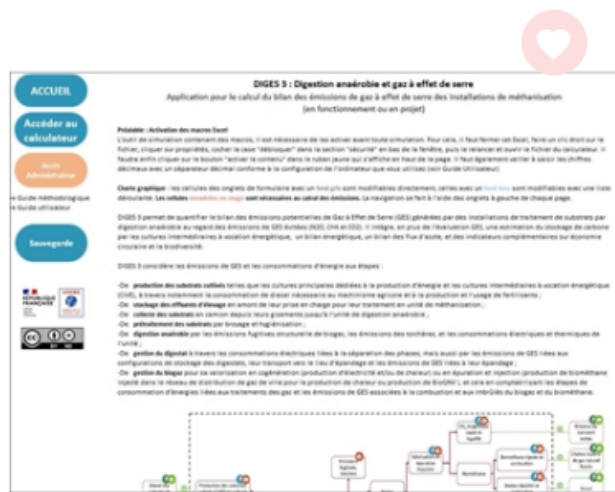 ACCUEIL
Accéder au
calculateur
Accès
Administrateur
Guide méthodologique
Guide utilisateur
Sauvegarde
RÉPUBLIQUE
FRANÇAISE
DIGES 3 : Digestion anaérobie et gaz à effet de serre
Application pour le calcul du bilan des émissions de gaz à effet de serre des installations de méthanisation
(en fonctionnement ou en projet)
Préalable : Activation des macros Excel
L'outil de simulation contenant des macros, il est nécessaire de les activer avant toute simulation. Pour cela, il faut fermer cet Excel, faire un clic droit sur le
fichier, cliquer sur propriétés, cocher la case "débloquer" dans la section "sécurité" en bas de la fenêtre, puis le relancer et ouvrir le fichier du calculateur. Il
faudra enfin cliquer sur le bouton "activer le contenu" dans le ruban jaune qui s'affiche en haut de la page. Il faut également veiller à saisir les chiffres
décimaux avec un séparateur décimal conforme à la configuration de l'ordinateur que vous utilisez (voir Guide Utilisateur)
Charte graphique : les cellules des onglets de formulaire avec un fond gris sont modifiables directement, celles avec un fond bleu sont modifiables avec une liste
déroulante. Les cellules encadrées en rouge sont nécessaires au calcul des émissions. La navigation se fait à l'aide des onglets à gauche de chaque page.
DIGES 3 permet de quantifier le bilan des émissions potentielles de Gaz à Effet de Serre (GES) générées par des installations de traitement de substrats par
digestion anaérobie au regard des émissions de GES évitées (N2O, CH4 et CO2). Il intègre, en plus de l'évaluation GES, une estimation du stockage de carbone
par les cultures intermédiaires à vocation énergétique, un bilan énergétique, un bilan des flux d'azote, et des indicateurs complémentaires sur économie
circulaire et la biodiversité.
DIGES 3 considère les émissions de GES et les consommations d'énergie aux étapes :
-De production des substrats cultivés telles que les cultures principales dédiées à la production d'énergie et les cultures intermédiaires à vocation énergétique
(CIVE), à travers notamment la consommation de diesel nécessaire au machinisme agricole et à la production et l'usage de fertilisants ;
-De stockage des effluents d'élevage en amont de leur prise en charge pour leur traitement en unité de méthanisation ;
-De collecte des substrats en camion depuis leurs gisements jusqu'à l'unité de digestion anaérobie ;
-De prétraitement des substrats par broyage et hygiénisation ;
-De digestion anaérobie par les émissions fugitives structurelle de biogaz, les émissions des torchères, et les consommations électriques et thermiques de
l'unité ;
-De gestion du digestat à travers les consommations électriques liées à la séparation des phases, mais aussi par les émissions de GES liées aux
configurations de stockage des digestats, leur transport vers le lieu d'épandage et les émissions de GES liées à leur épandage ;
-De gestion du biogaz pour sa valorisation en cogénération (production d'électricité et/ou de chaleur) ou en épuration et injection (production de biométhane
injecté dans le réseau de distribution de gaz de ville pour la production de chaleur ou production de BioGNV), et cela en comptabilisant les étapes de
consommation d'énergies liées aux traitements des gaz et les émissions de GES associées à la combustion et aux imbrûlés du biogaz et du biométhane.
Biométhane